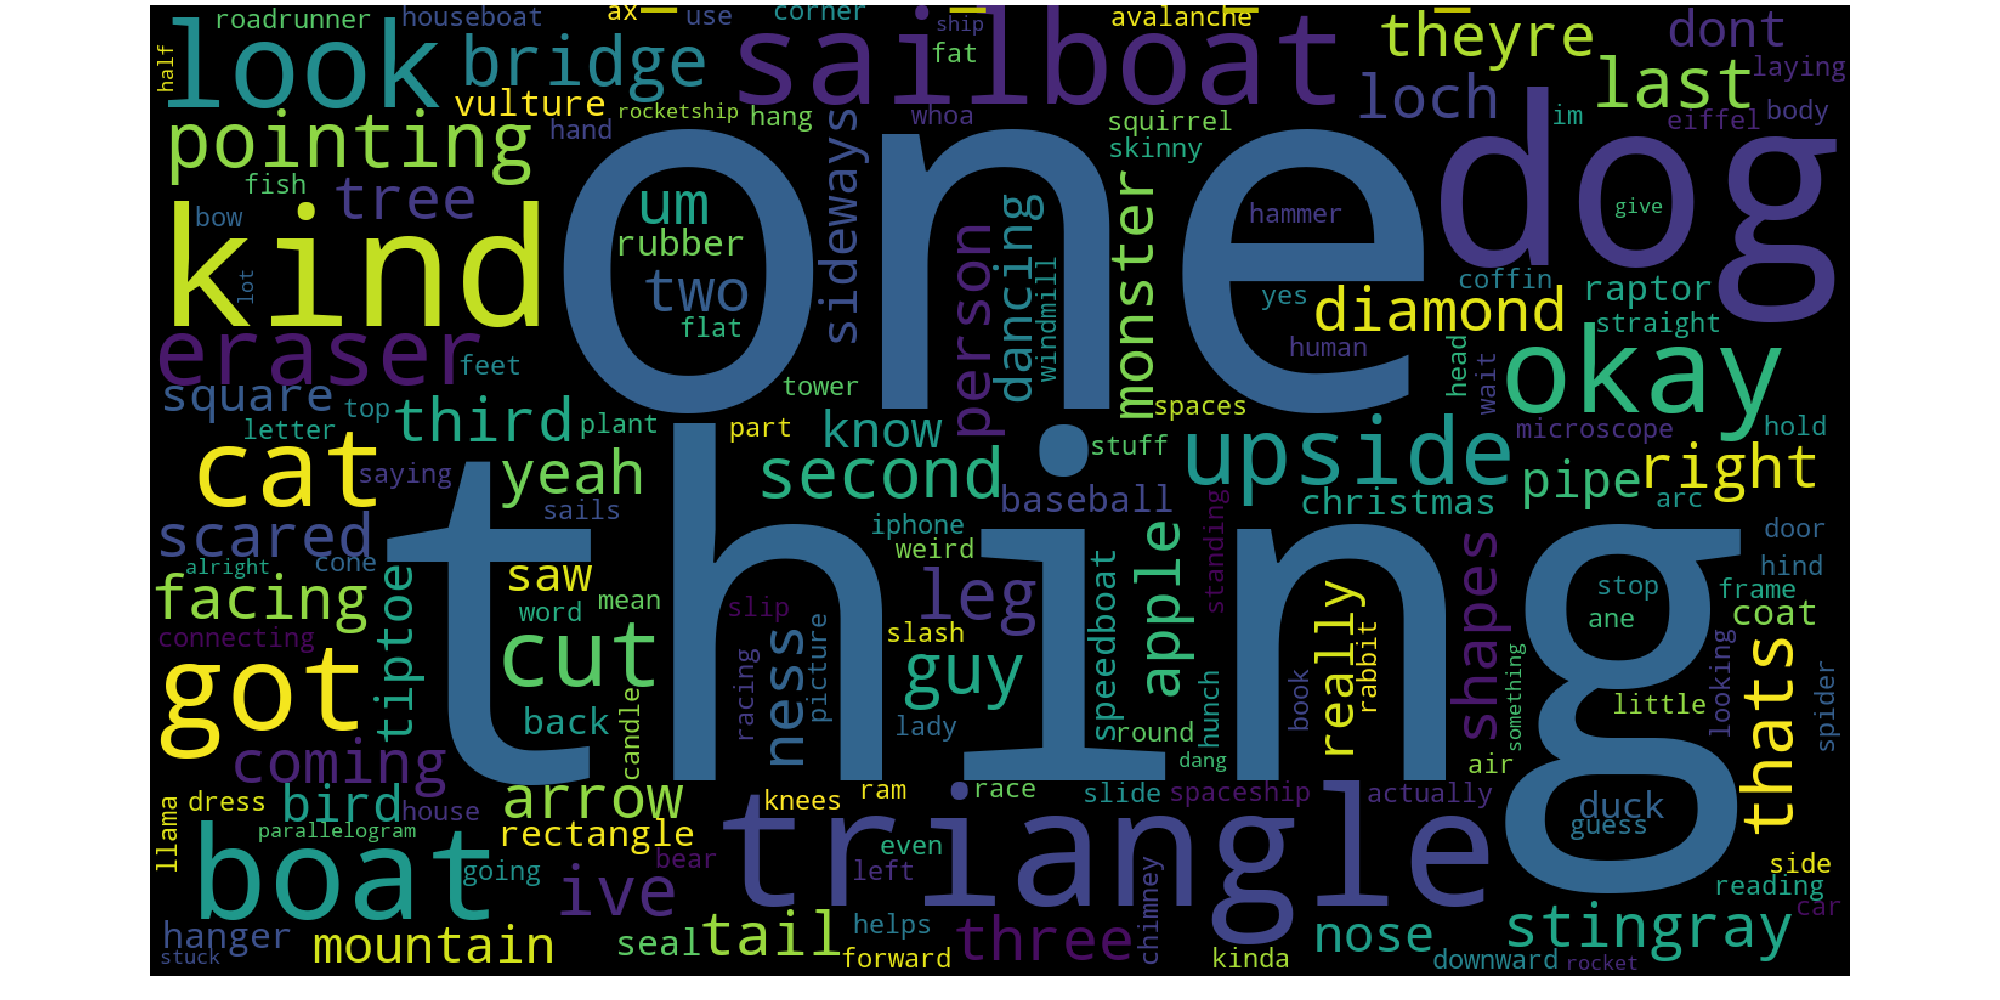 roadrunner houseboat ax use corner ship avalanche theyre dont
half look bridge sailboat fat last laying
vulture rocketship hang whoa loch im eiffel body
pointing hand sideways squirrel skinny dog
fish tree um one hammer give
bow kind rubber person dancing monster
lot two windmill yes coffin raptor
flat diamond straight
eraser feet tower human head wait okay
square top third plant part know spaces
letter cat stuff upside microscope hold
saying yeah second pipe right
sails baseball christmas arc
scared iphone standing door
alright cone saw weird thing shapes hind
facing tiptoe word mean leg speedboat apple stop frame
connecting slip slash really rabbit ane coat
got cut ness picture guy looking thats
racing hunch book something little spider
back candle lady round
coming dang air
bird arrow knees ram race slide spaceship actually duck
llama dress house guess
parallelogram rectangle triangle
boat going bear even side
ive left chimney reading
hanger mountain seal tail helps three nose stingray car
stuck forward kinda downward rocket